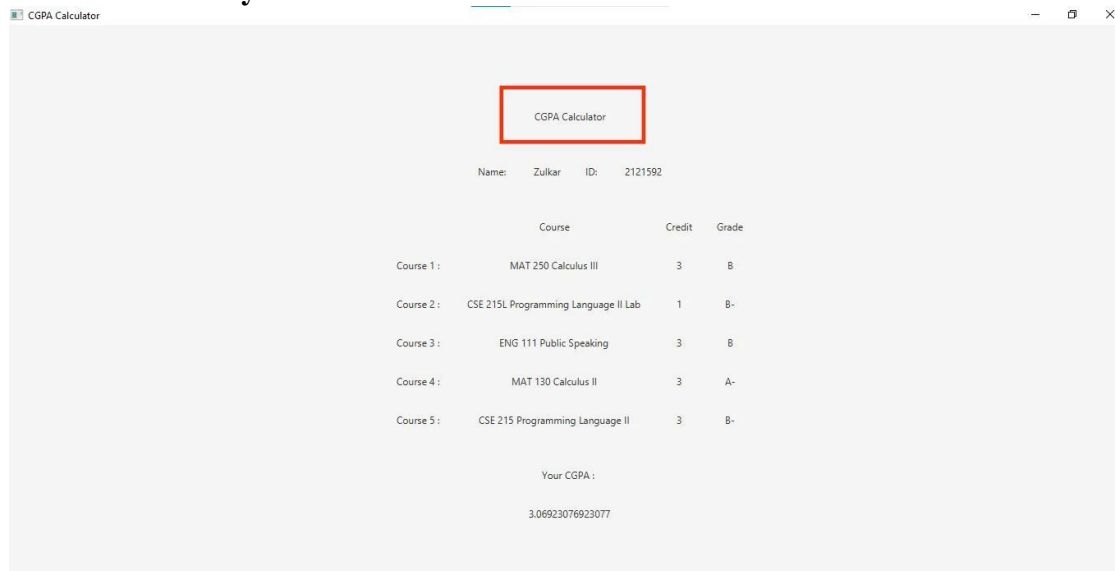 CGPA Calculator
CGPA Calculator
Name: Zulkar ID: 2121592
Course Credit Grade
Course 1 : MAT 250 Calculus III 3 B
Course 2 : CSE 215L Programming Language II Lab 1 B-
Course 3 : ENG 111 Public Speaking 3 B
Course 4 : MAT 130 Calculus II 3 A-
Course 5 : CSE 215 Programming Language II 3 B-
Your CGPA :
3.06923076923077